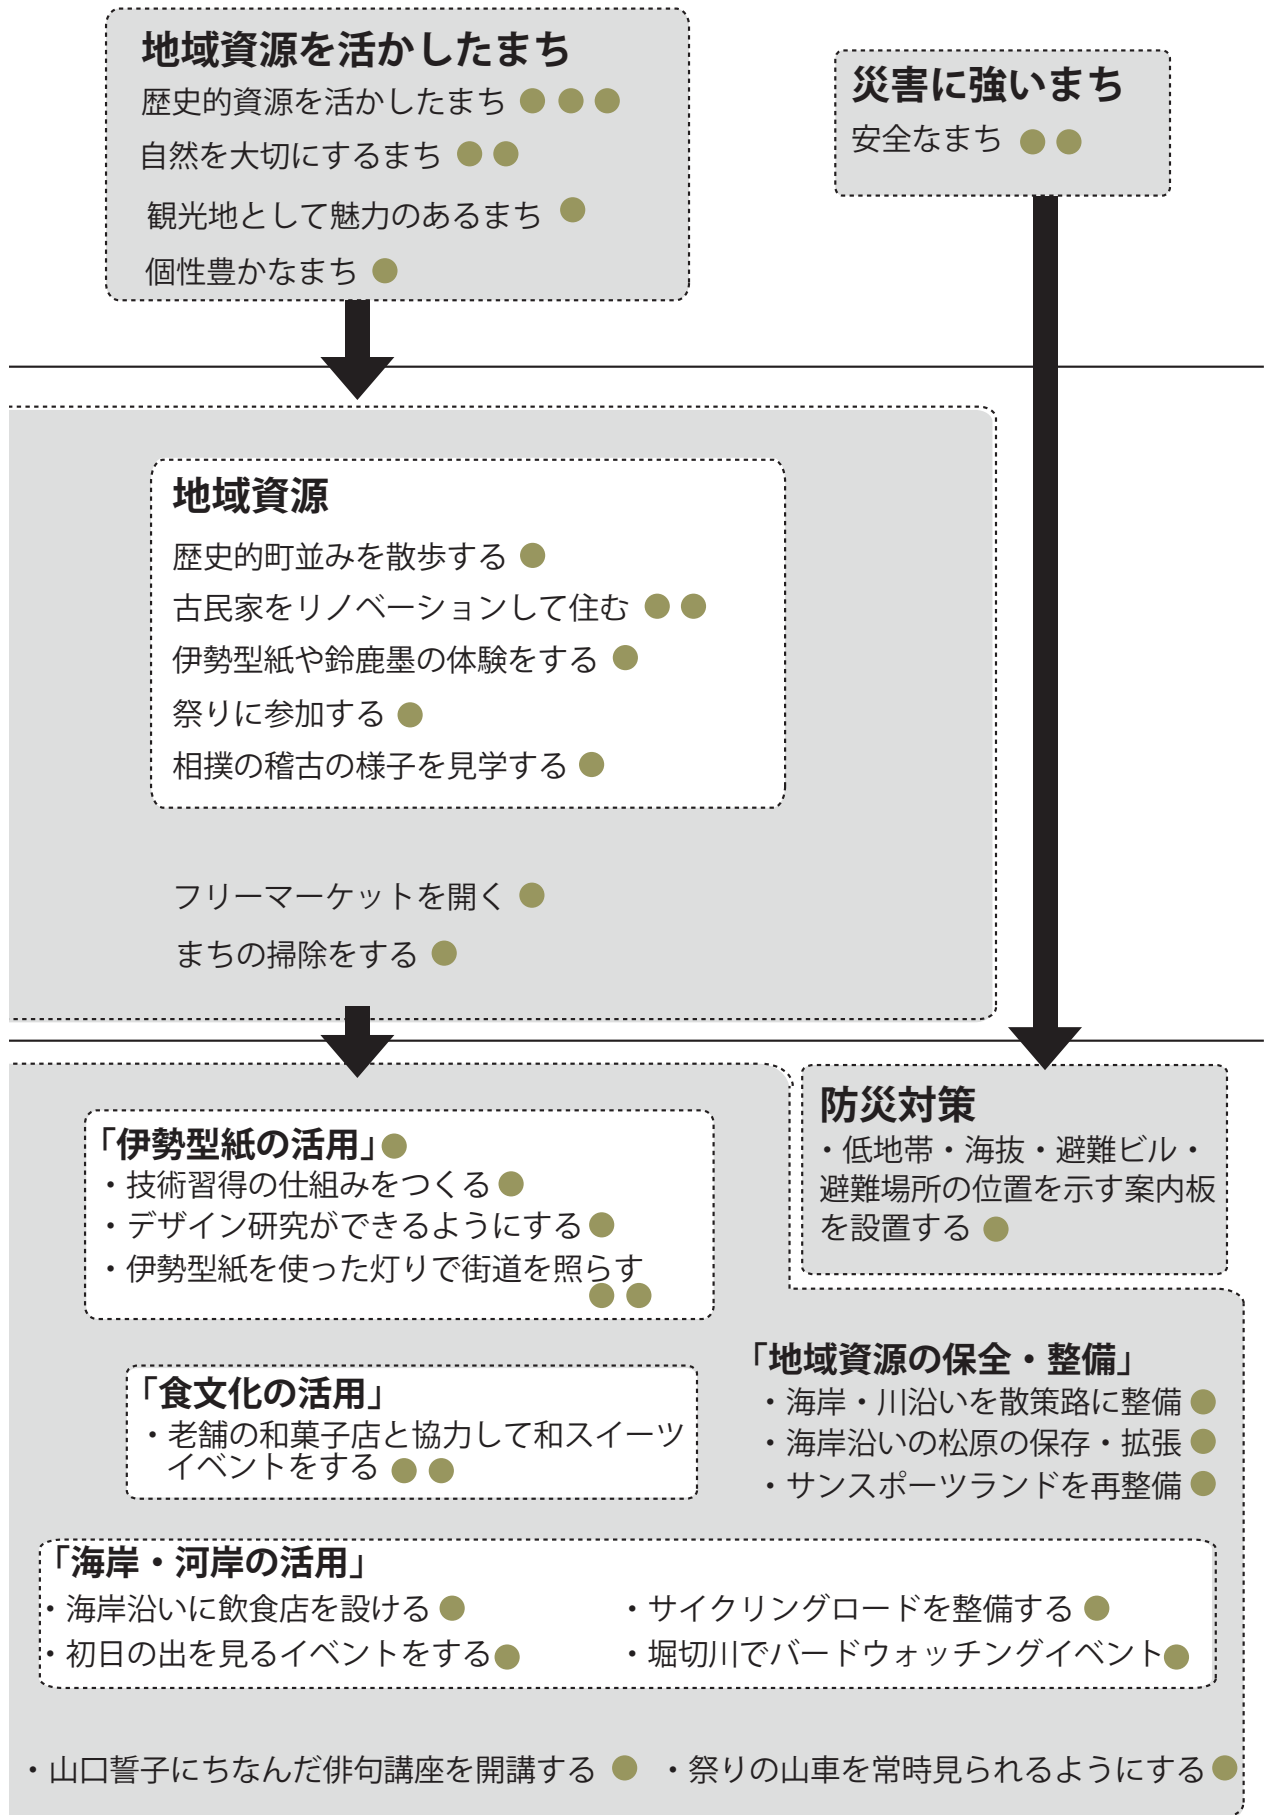 地域資源を活かしたまち
歴史的資源を活かしたまち
自然を大切にするまち
観光地として魅力のあるまち
個性豊かなまち
災害に強いまち
安全なまち
地域資源
歴史的町並みを散歩する
古民家をリノベーションして住む
伊勢型紙や鈴鹿墨の体験をする
祭りに参加する
相撲の稽古の様子を見学する
フリーマーケットを開く
まちの掃除をする
「伊勢型紙の活用」
・技術習得の仕組みをつくる
・デザイン研究ができるようにする
・伊勢型紙を使った灯りで街道を照らす
防災対策
・低地帯・海抜・避難ビル・
避難場所の位置を示す案内板
を設置する
「食文化の活用」
・老舗の和菓子店と協力して和スイーツ
イベントをする
「地域資源の保全・整備」
・海岸・川沿いを散策路に整備
・海岸沿いの松原の保存・拡張
・サンスポーツランドを再整備
「海岸・河岸の活用」
・海岸沿いに飲食店を設ける
・初日の出を見るイベントをする
・サイクリングロードを整備する
・堀切川でバードウォッチングイベント
・山口誓子にちなんだ俳句講座を開講する
・祭りの山車を常時見られるようにする